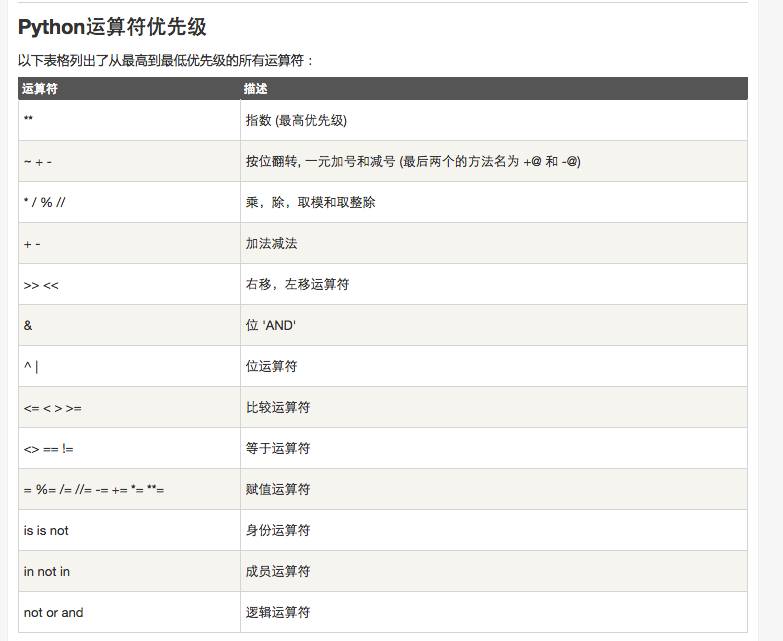 Python运算符优先级
以下表格列出了从最高到最低优先级的所有运算符：
运算符 描述
** 指数 (最高优先级)
~ + - 按位翻转, 一元加号和减号 (最后两个的方法名为 +@ 和 -@)
* / % // 乘，除，取模和取整除
+ - 加法减法
>> << 右移，左移运算符
& 位 'AND'
^ | 位运算符
<= < > >= 比较运算符
<> == != 等于运算符
= %= /= //= -= += *= **= 赋值运算符
is is not 身份运算符
in not in 成员运算符
not or and 逻辑运算符